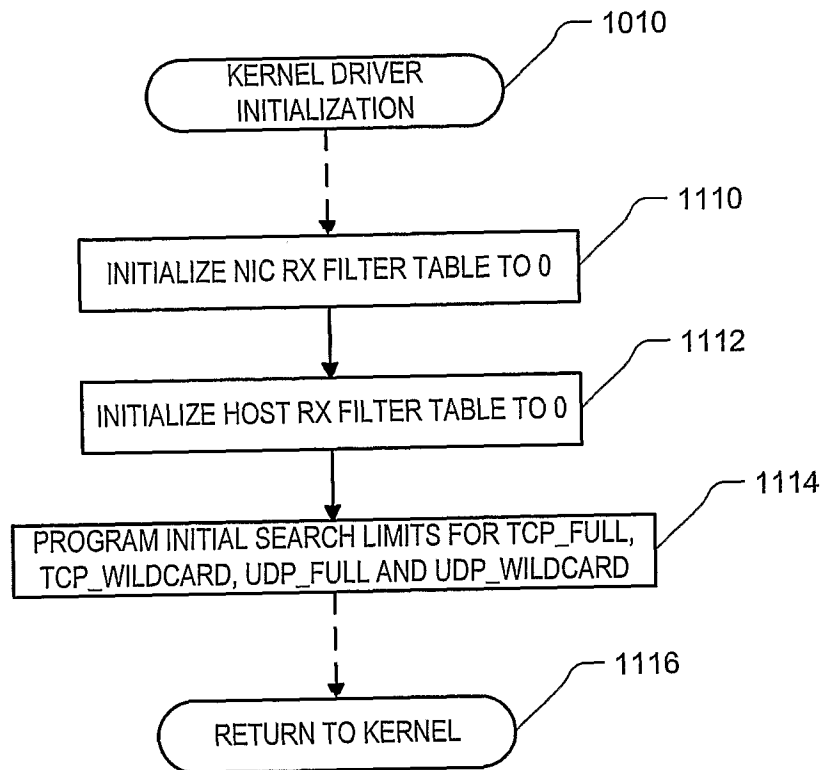 1010
KERNEL DRIVER
INITIALIZATION
1110
INITIALIZE NIC RX FILTER TABLE TO 0
1112
INITIALIZE HOST RX FILTER TABLE TO 0
1114
PROGRAM INITIAL SEARCH LIMITS FOR TCP_FULL,
TCP_WILDCARD, UDP_FULL AND UDP_WILDCARD
1116
RETURN TO KERNEL